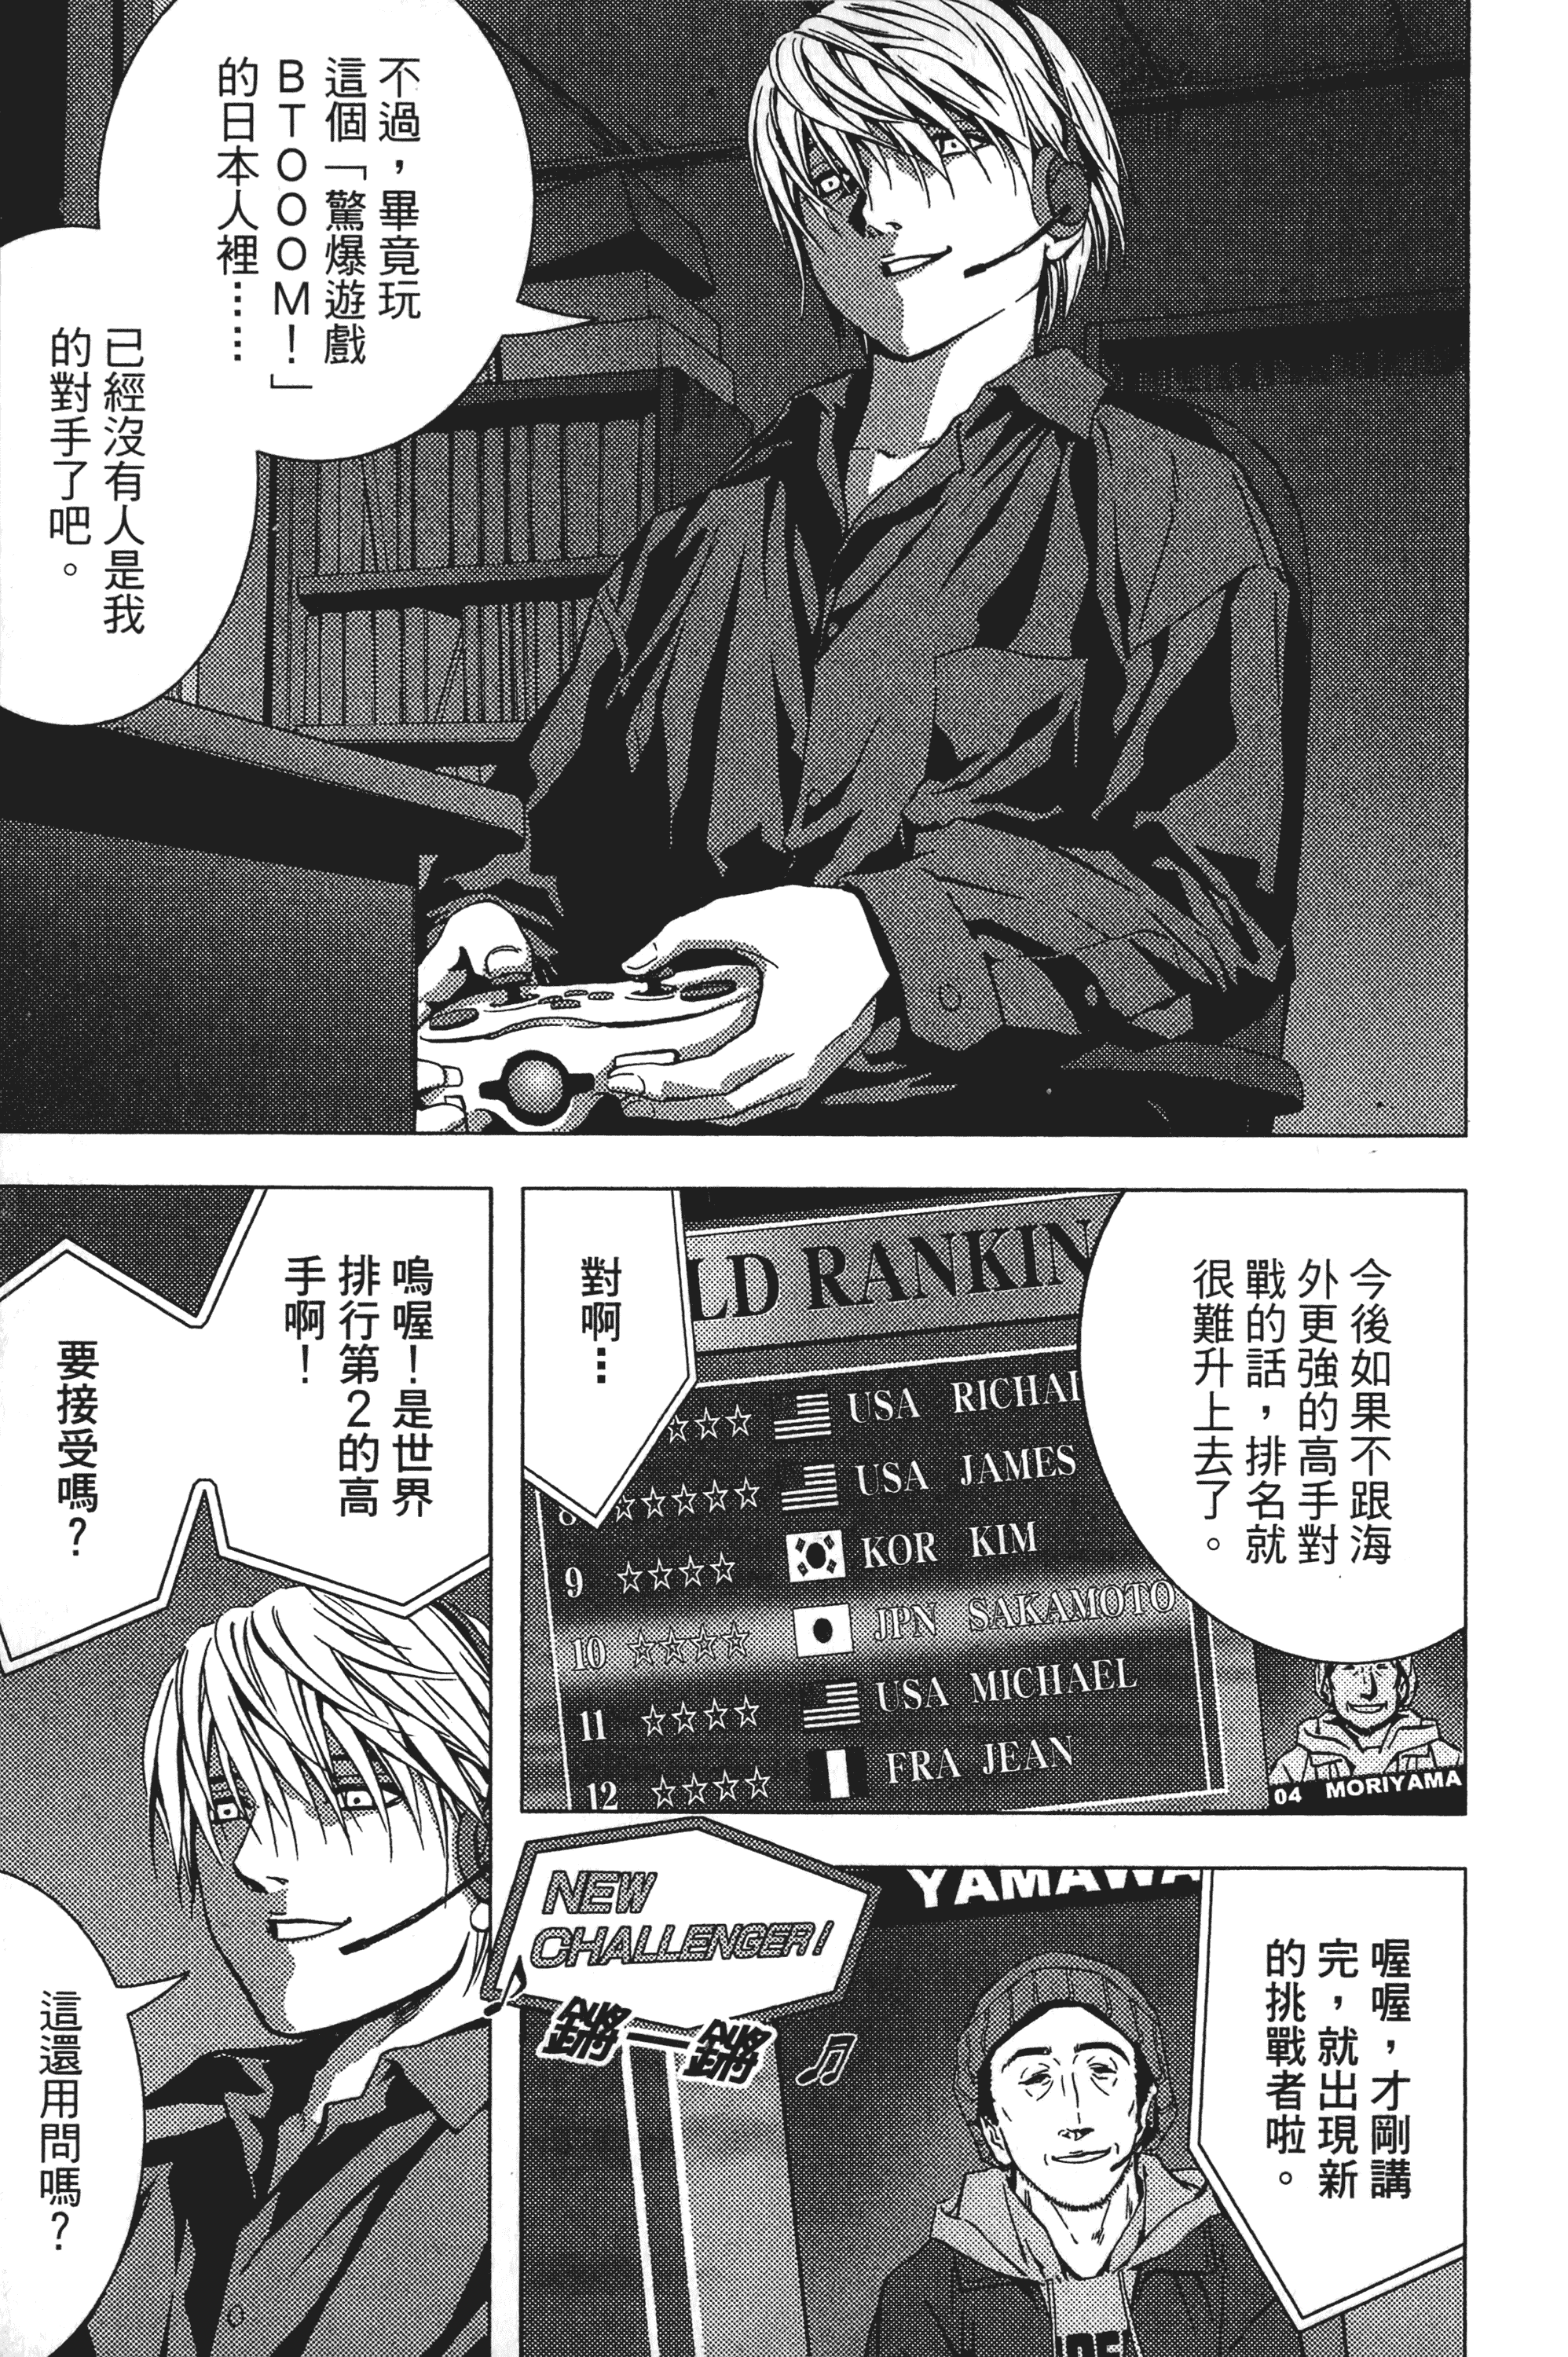 不過，畢竟玩
這個「驚爆遊戲
BTOOOM！」
的日本人裡……
已經沒有人是我
的對手了吧。
今後如果不跟海
外更強的高手對
戰的話，排名就
很難升上去了。
LD RANKIN
USA RICHAR
8 ☆☆☆☆☆ USA JAMES
9 ☆☆☆☆ KOR KIM
10 ☆☆☆☆ JPN SAKAMOTO
11 ☆☆☆☆ USA MICHAEL
12 ☆☆☆☆ FRA JEAN
04 MORIYAMA
對啊…
喔喔，才剛講
完，就出現新
的挑戰者啦。
YAMAWA
NEW
CHALLENGER!
鏘—鏘
嗚喔！是世界
排行第2的高
手啊！
要接受嗎？
這還用問嗎？